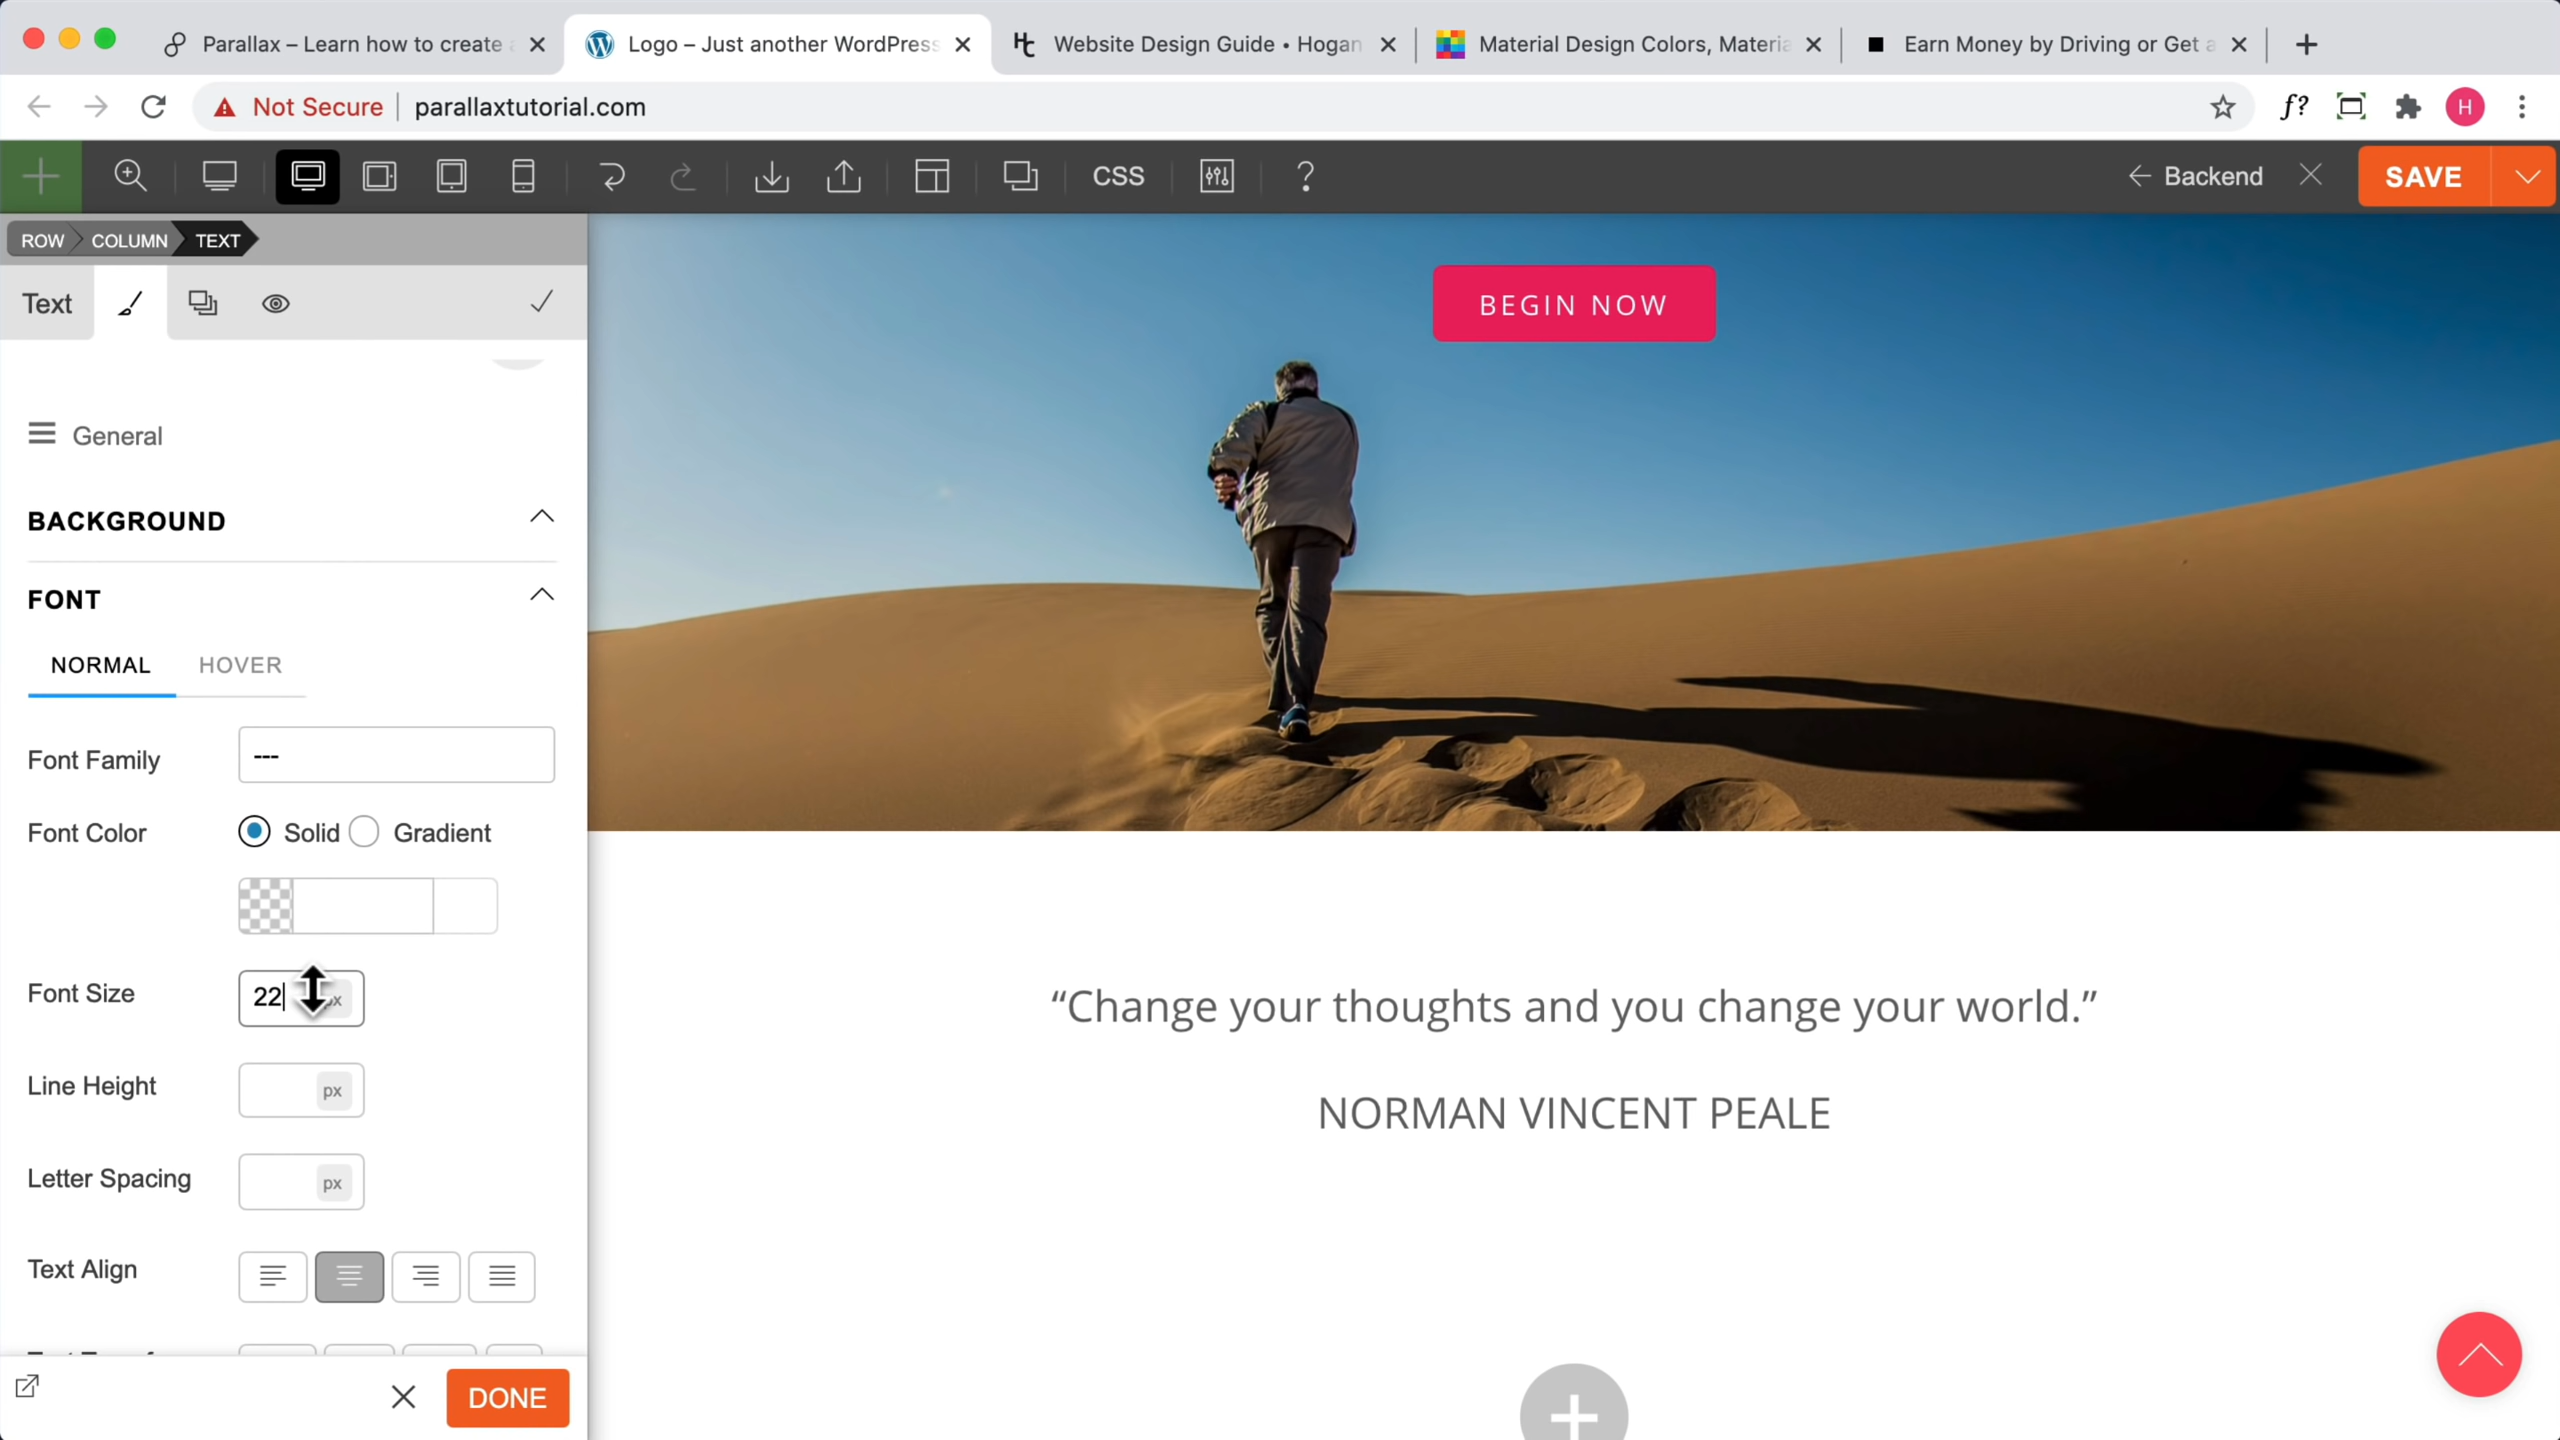 Parallax – Learn how to create a
Logo – Just another WordPress
Website Design Guide • Hogan
Material Design Colors, Materia
Earn Money by Driving or Get a
Not Secure
parallaxtutorial.com
f?
H
CSS
?
Backend
SAVE
ROW
COLUMN
TEXT
Text
BEGIN NOW
General
BACKGROUND
FONT
NORMAL
HOVER
Font Family
---
Font Color
Solid
Gradient
Font Size
22
Line Height
px
Letter Spacing
px
Text Align
DONE
“Change your thoughts and you change your world.”
NORMAN VINCENT PEALE